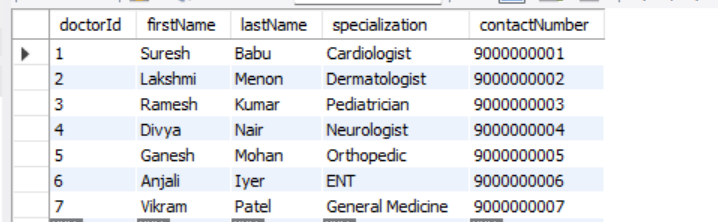 doctorId firstName lastName specialization contactNumber
1 Suresh Babu Cardiologist 9000000001
2 Lakshmi Menon Dermatologist 9000000002
3 Ramesh Kumar Pediatrician 9000000003
4 Divya Nair Neurologist 9000000004
5 Ganesh Mohan Orthopedic 9000000005
6 Anjali Iyer ENT 9000000006
7 Vikram Patel General Medicine 9000000007